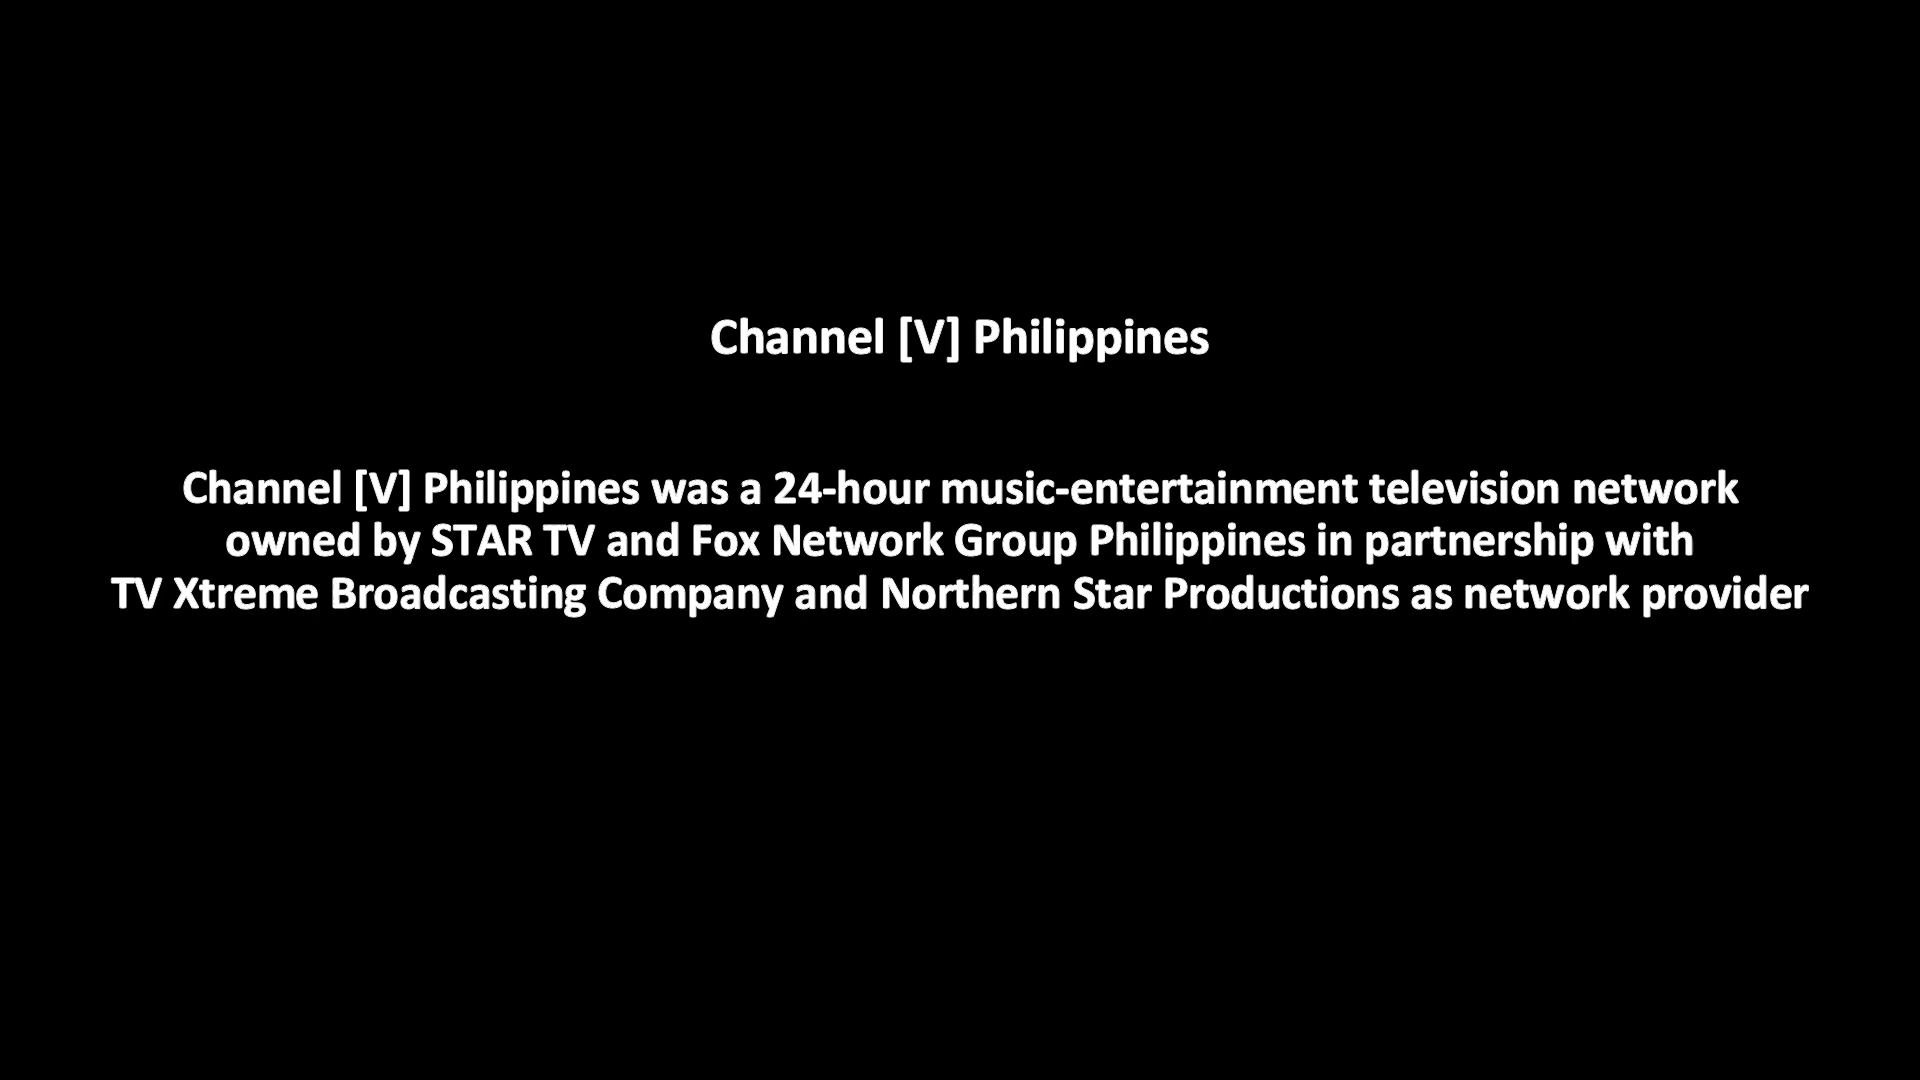 Channel [V] Philippines
Channel [V] Philippines was a 24-hour music-entertainment television network
owned by STAR TV and Fox Network Group Philippines in partnership with
TV Xtreme Broadcasting Company and Northern Star Productions as network provider